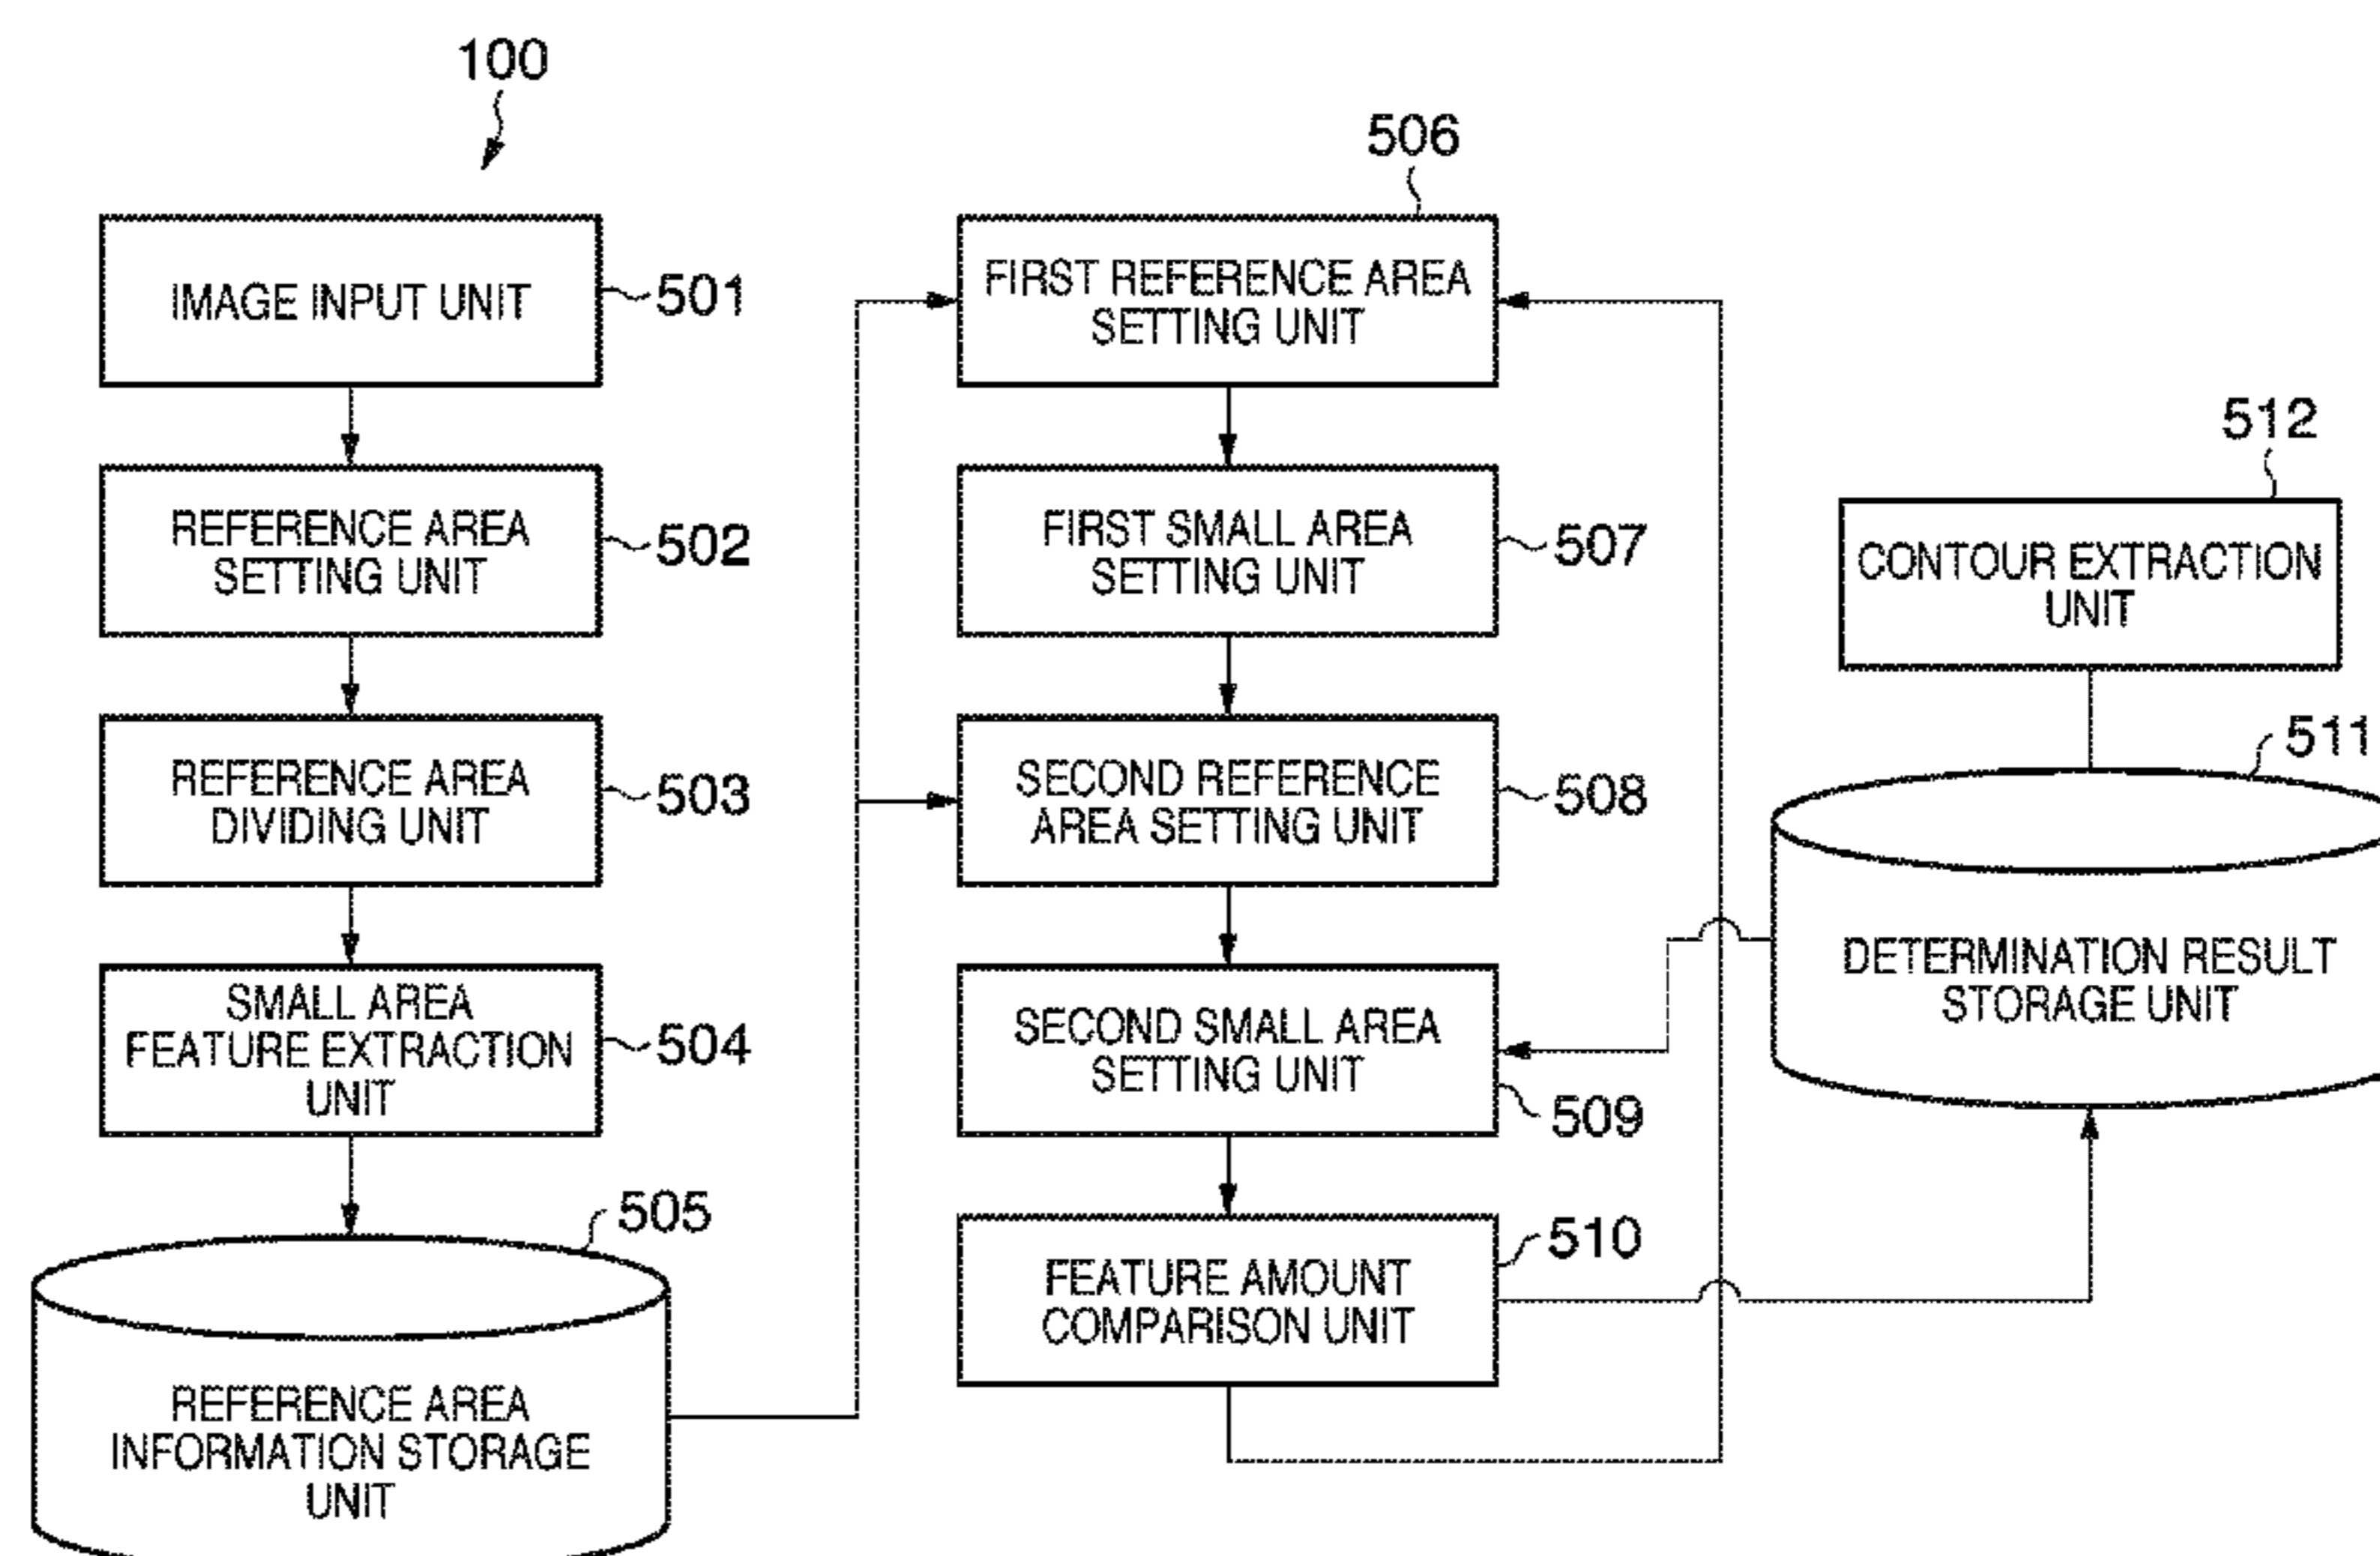 100
IMAGE INPUT UNIT
501
REFERENCE AREA
SETTING UNIT
502
REFERENCE AREA
DIVIDING UNIT
503
SMALL AREA
FEATURE EXTRACTION
UNIT
504
505
REFERENCE AREA
INFORMATION STORAGE
UNIT
506
FIRST REFERENCE AREA
SETTING UNIT
FIRST SMALL AREA
SETTING UNIT
507
SECOND REFERENCE
AREA SETTING UNIT
508
SECOND SMALL AREA
SETTING UNIT
509
FEATURE AMOUNT
COMPARISON UNIT
510
512
CONTOUR EXTRACTION
UNIT
511
DETERMINATION RESULT
STORAGE UNIT